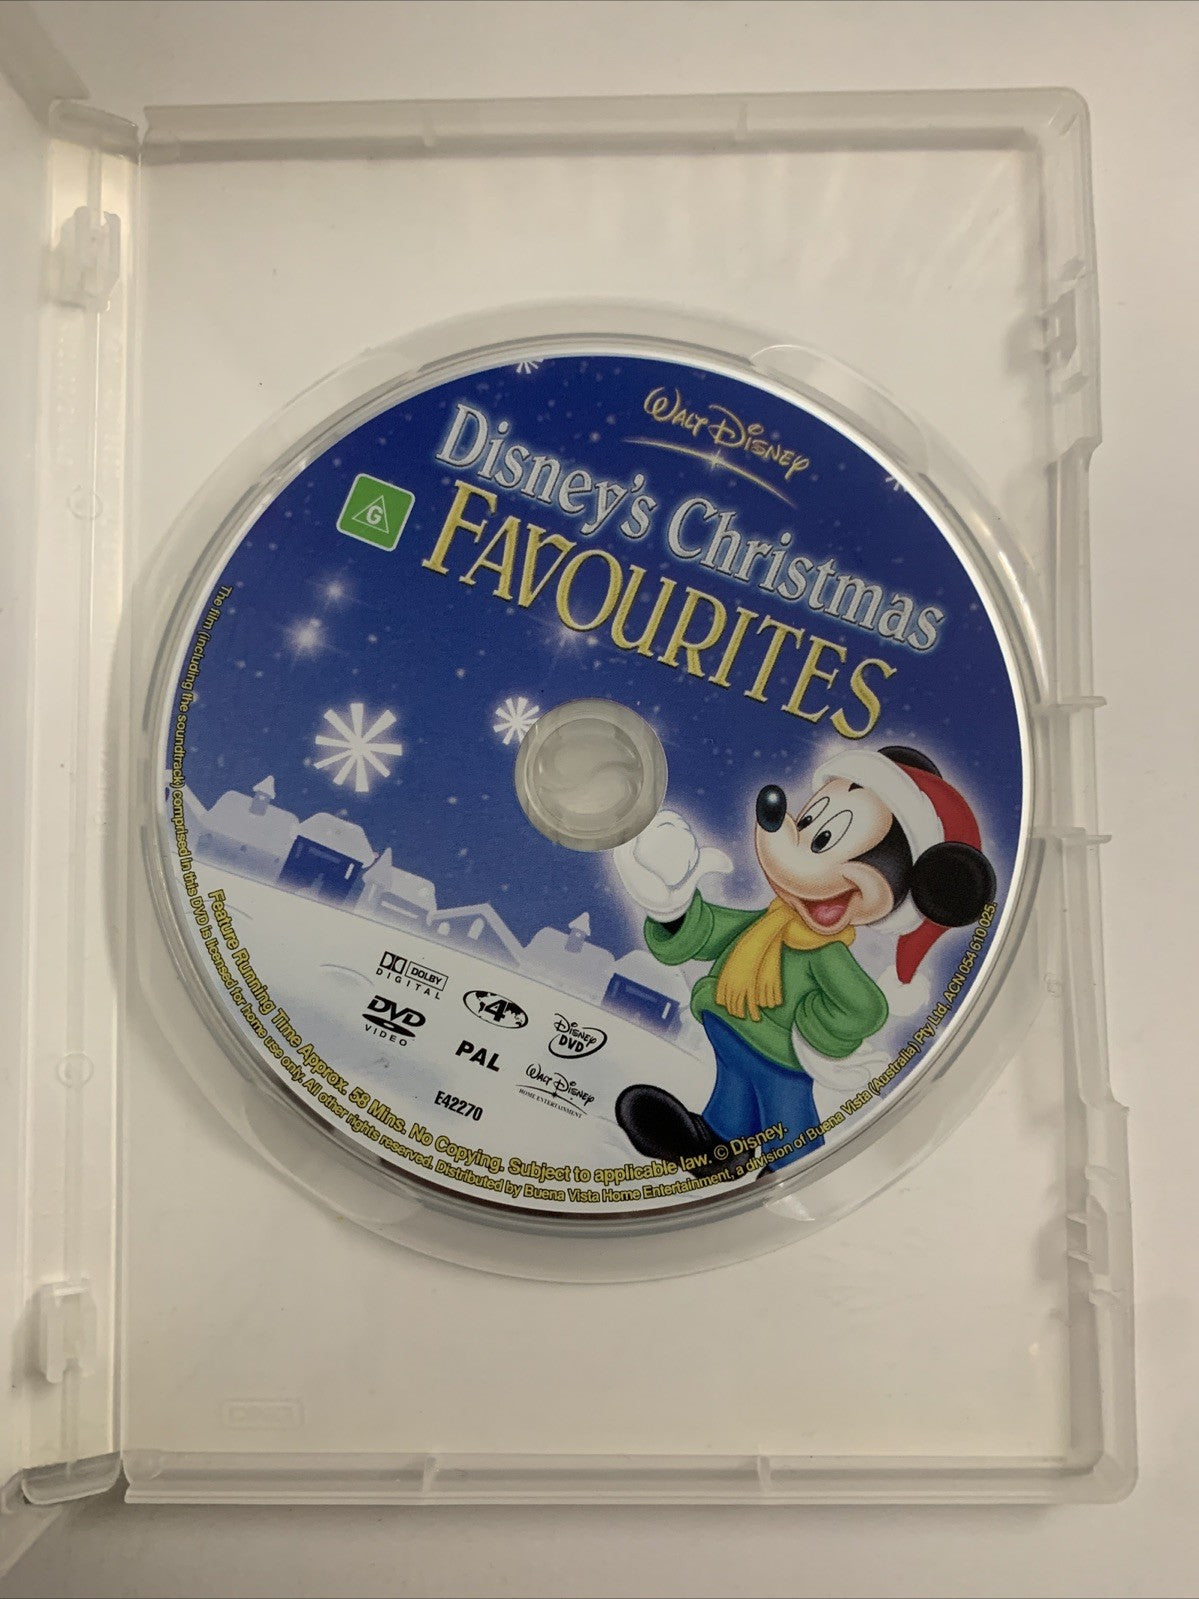 WALT DISNEY
Disney's Christmas
FAVOURITES
G
DOLBY
DIGITAL
DVD
VIDEO
4
PAL
DISNEY
DVD
WALT DISNEY
HOME ENTERTAINMENT
E42270
Feature Running Time Approx. 58 Mins. No Copying. Subject to applicable law. © Disney.
The film (including the soundtrack) comprised in this DVD is licensed for home use only. All other rights reserved. Distributed by Buena Vista Home Entertainment, a division of Buena Vista (Australia) Pty Ltd, ACN 054 610 025.